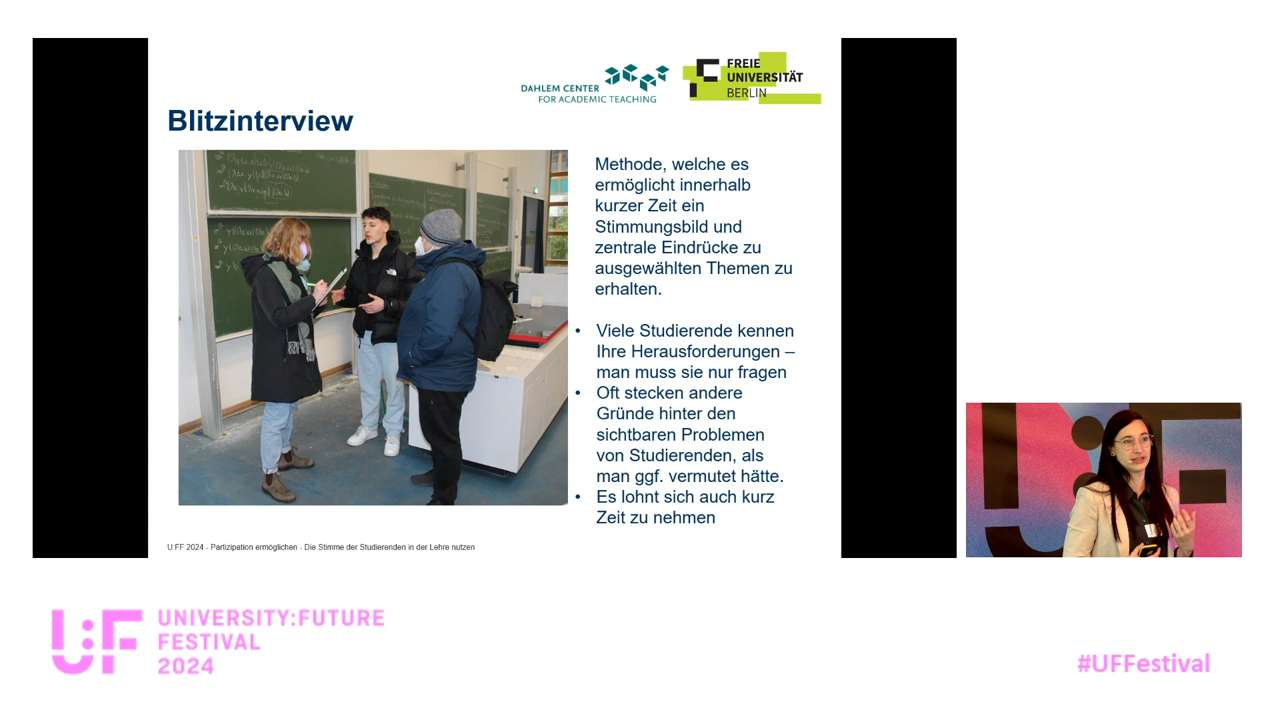 DAHLEM CENTER
FOR ACADEMIC TEACHING
FREIE
UNIVERSITÄT
BERLIN
Blitzinterview
Methode, welche es
ermöglicht innerhalb
kurzer Zeit ein
Stimmungsbild und
zentrale Eindrücke zu
ausgewählten Themen zu
erhalten.
• Viele Studierende kennen
Ihre Herausforderungen –
man muss sie nur fragen
• Oft stecken andere
Gründe hinter den
sichtbaren Problemen
von Studierenden, als
man ggf. vermutet hätte.
• Es lohnt sich auch kurz
Zeit zu nehmen
U:FF 2024 - Partizipation ermöglichen - Die Stimme der Studierenden in der Lehre nutzen
U:F
UNIVERSITY:FUTURE
FESTIVAL
2024
#UFFestival